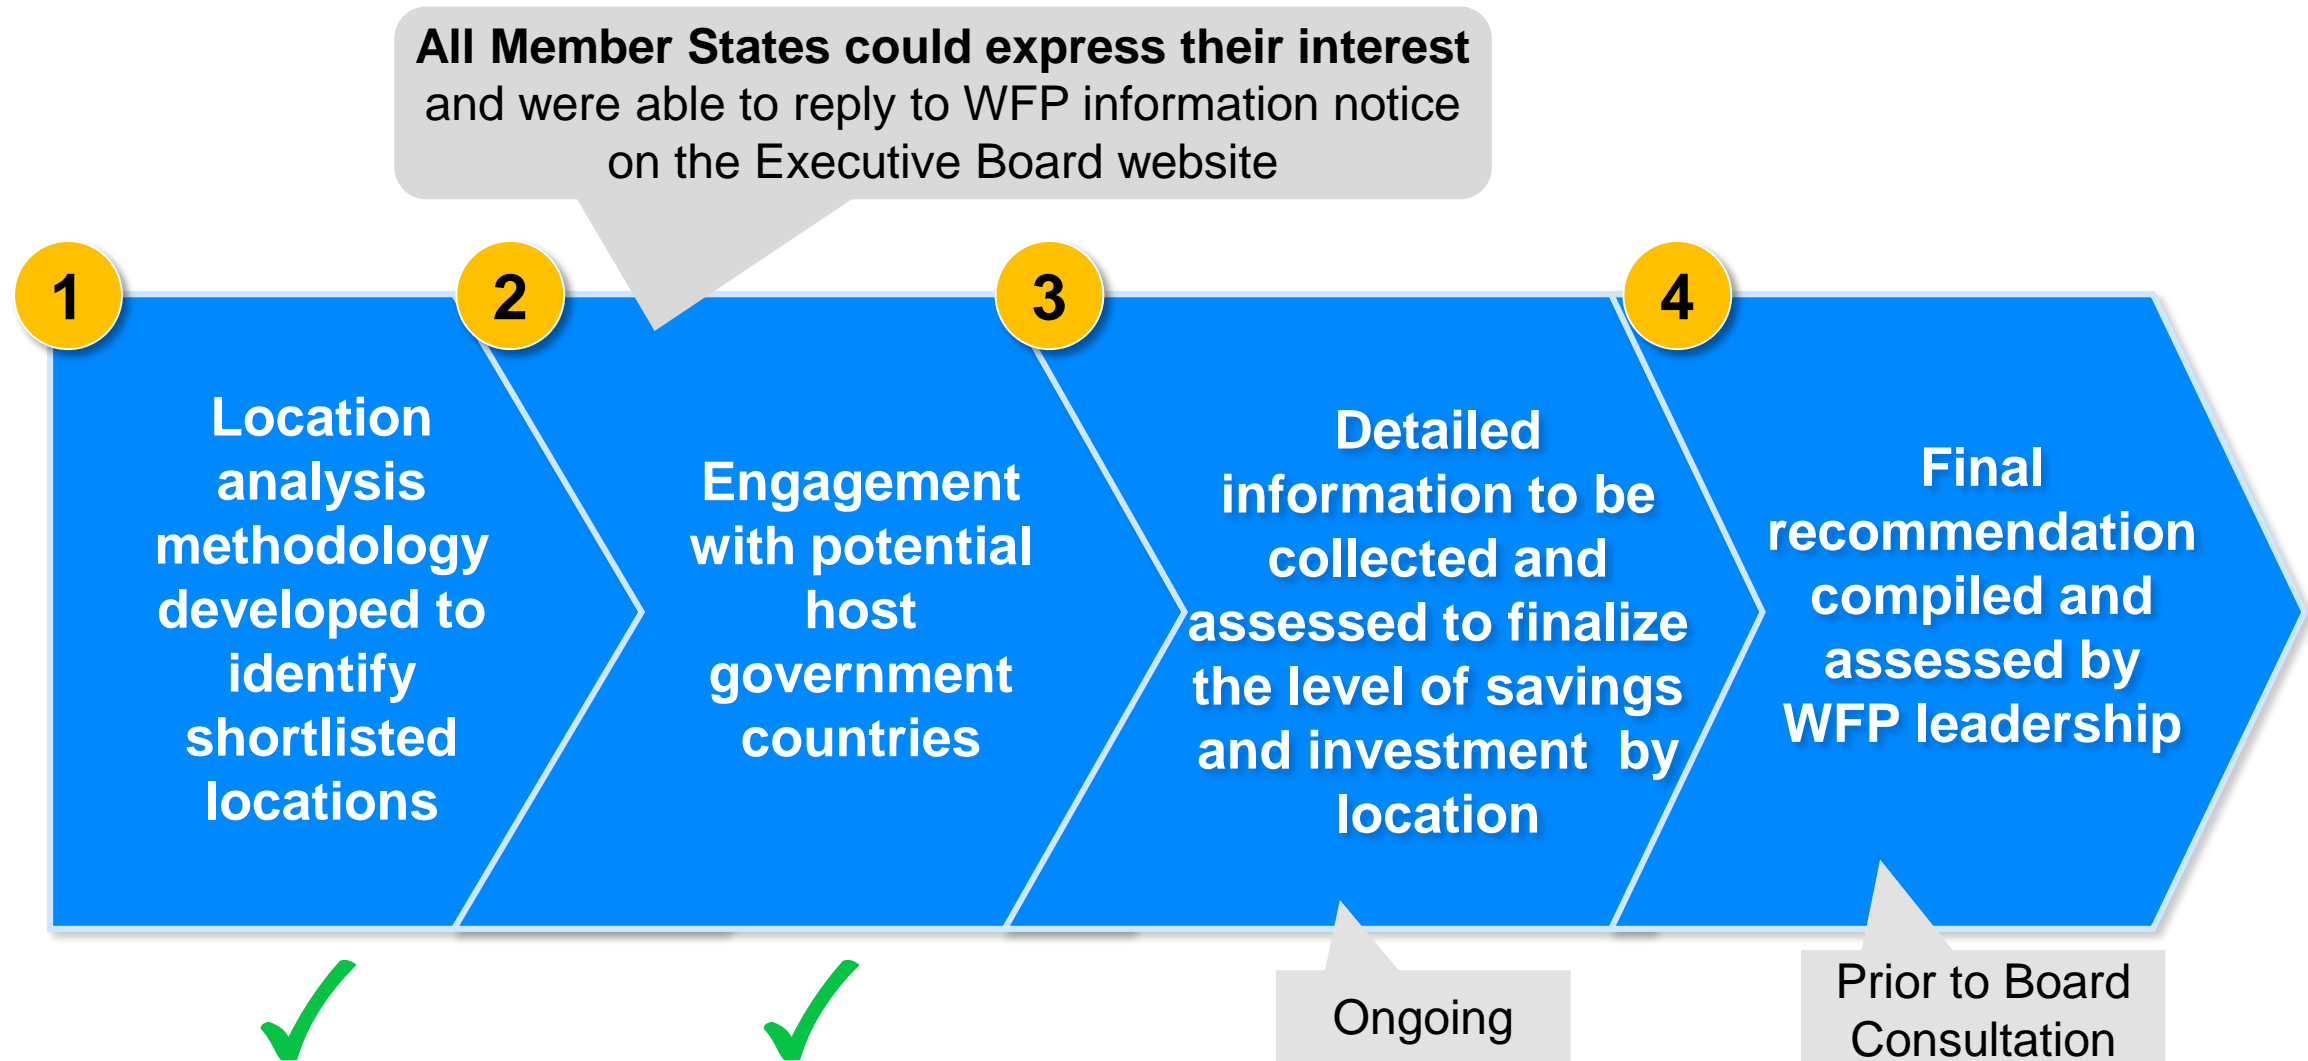 All Member States could express their interest
and were able to reply to WFP information notice
on the Executive Board website
1
2
3
4
Location
analysis
methodology
developed to
identify
shortlisted
locations
Engagement
with potential
host
government
countries
Detailed
information to be
collected and
assessed to finalize
the level of savings
and investment by
location
Final
recommendation
compiled and
assessed by
WFP leadership
Ongoing
Prior to Board
Consultation